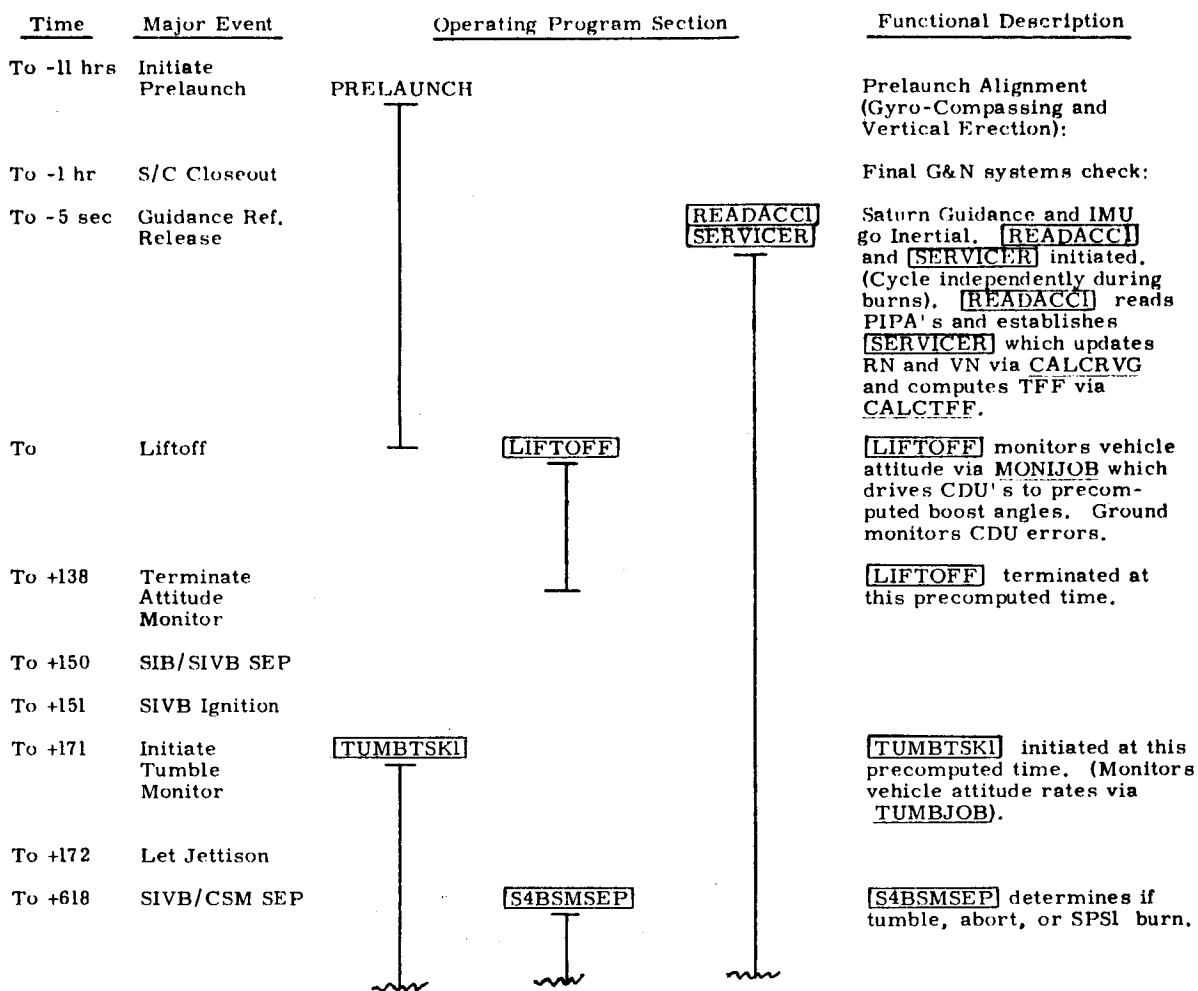 Time Major Event Operating Program Section Functional Description
To -11 hrs Initiate
Prelaunch PRELAUNCH Prelaunch Alignment
(Gyro-Compassing and
Vertical Erection):
To -1 hr S/C Closeout Final G&N systems check:
To -5 sec Guidance Ref. READACC1 Saturn Guidance and IMU
Release SERVICER go Inertial. READACC1
and SERVICER initiated.
(Cycle independently during
burns). READACC1 reads
PIPA's and establishes
SERVICER which updates
RN and VN via CALCRVG
and computes TFF via
CALCTFF.
To Liftoff LIFTOFF LIFTOFF monitors vehicle
attitude via MONIJOB which
drives CDU's to precom-
puted boost angles. Ground
monitors CDU errors.
To +138 Terminate LIFTOFF terminated at
Attitude this precomputed time.
Monitor
To +150 SIB/SIVB SEP
To +151 SIVB Ignition
To +171 Initiate TUMBTSK1 TUMBTSK1 initiated at this
Tumble precomputed time. (Monitors
Monitor vehicle attitude rates via
TUMBJOB).
To +172 Let Jettison
To +618 SIVB/CSM SEP S4BSMSEP S4BSMSEP determines if
tumble, abort, or SPS1 burn.